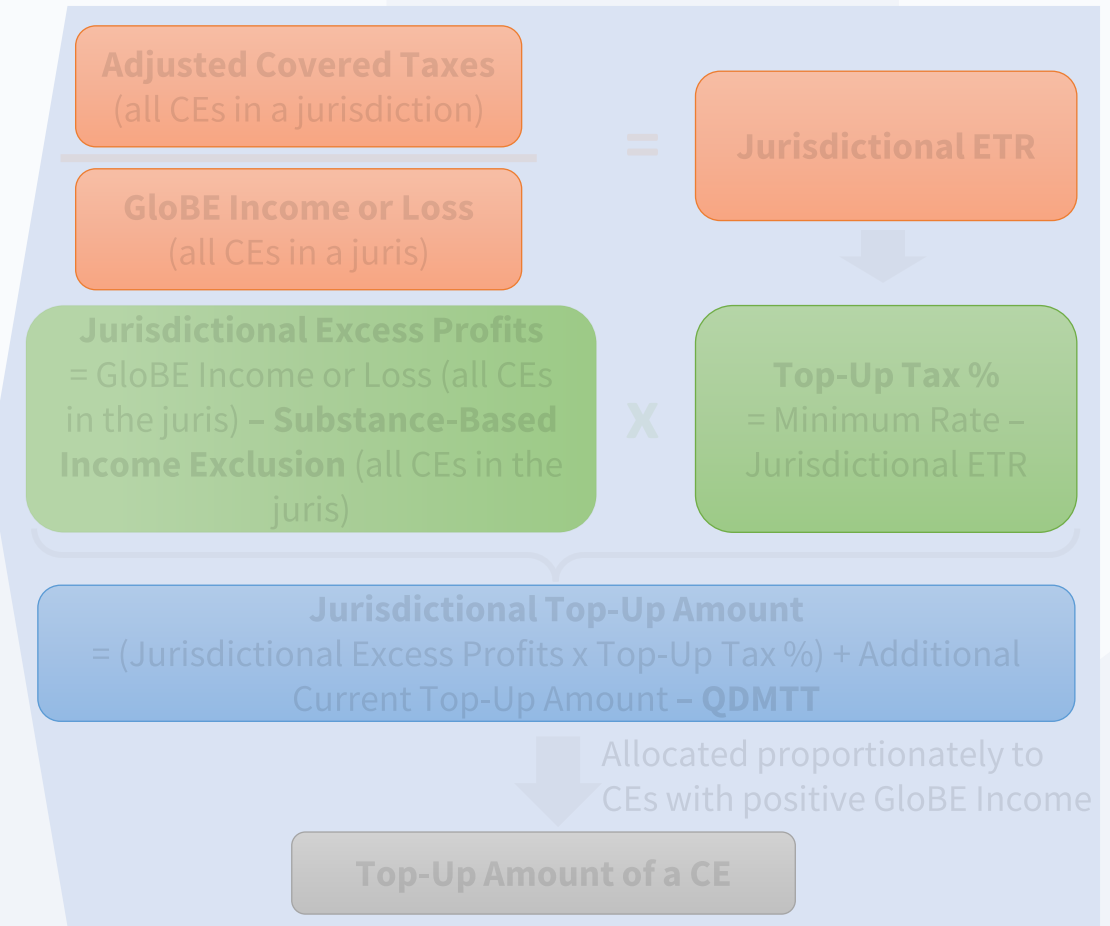 Adjusted Covered Taxes
(all CEs in a jurisdiction)
=
Jurisdictional ETR
GloBE Income or Loss
(all CEs in a juris)
Jurisdictional Excess Profits
= GloBE Income or Loss (all CEs
in the juris) – Substance-Based
Income Exclusion (all CEs in the
juris)
x
Top-Up Tax %
= Minimum Rate –
Jurisdictional ETR
Jurisdictional Top-Up Amount
= (Jurisdictional Excess Profits x Top-Up Tax %) + Additional
Current Top-Up Amount – QDMTT
Allocated proportionately to
CEs with positive GloBE Income
Top-Up Amount of a CE